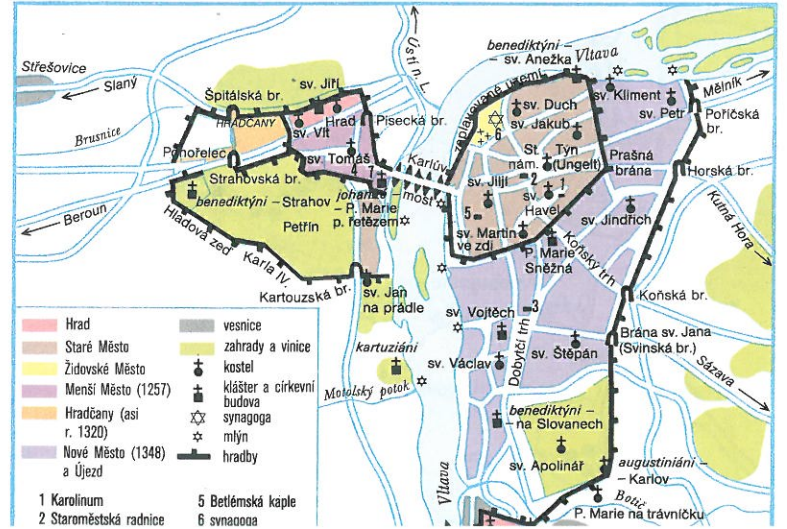 Střešovice
Slaný
Ústí n. L.
benediktýni –
sv. Anežka
Vltava
Mělník
Špitálská br.
sv. Jiří
HRADČANY
Hrad
sv. Vít
Písecká br.
Brusnice
Pohořelec
sv. Tomáš
4
7
Karlův
most
zaplavované území
6
sv. Duch
sv. Jakub
sv. Kliment
sv. Petr
Poříčská
br.
St.
nám.
Týn
(Ungelt)
Prašná
brána
Horská br.
Strahovská br.
benediktýni – Strahov
johanité –
P. Marie
p. řetězem
Petřín
Beroun
Hladová zeď
Karla IV.
Kartouzská br.
sv. Jiljí
2
1
sv.
Havel
5
sv. Martin
ve zdi
sv. Jindřich
Kutná Hora
P. Marie
Sněžná
Koňský trh
sv. Jan
na prádle
Koňská br.
sv. Vojtěch
3
Dobytčí trh
Brána sv. Jana
(Svinská br.)
kartuziáni
sv. Václav
sv. Štěpán
Sázava
Motolský potok
benediktýni –
na Slovanech
sv. Apolinář
augustiniáni –
Karlov
Vltava
Botič
P. Marie na trávníčku
Hrad
Staré Město
Židovské Město
Menší Město (1257)
Hradčany (asi
r. 1320)
Nové Město (1348)
a Újezd
vesnice
zahrady a vinice
kostel
klášter a církevní
budova
synagoga
mlýn
hradby
1 Karolinum
2 Staroměstská radnice
5 Betlémská kaple
6 synagoga